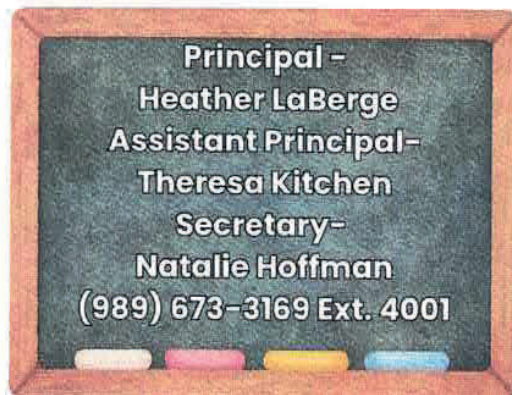 Principal -
Heather LaBerge
Assistant Principal-
Theresa Kitchen
Secretary-
Natalie Hoffman
(989) 673-3169 Ext. 4001